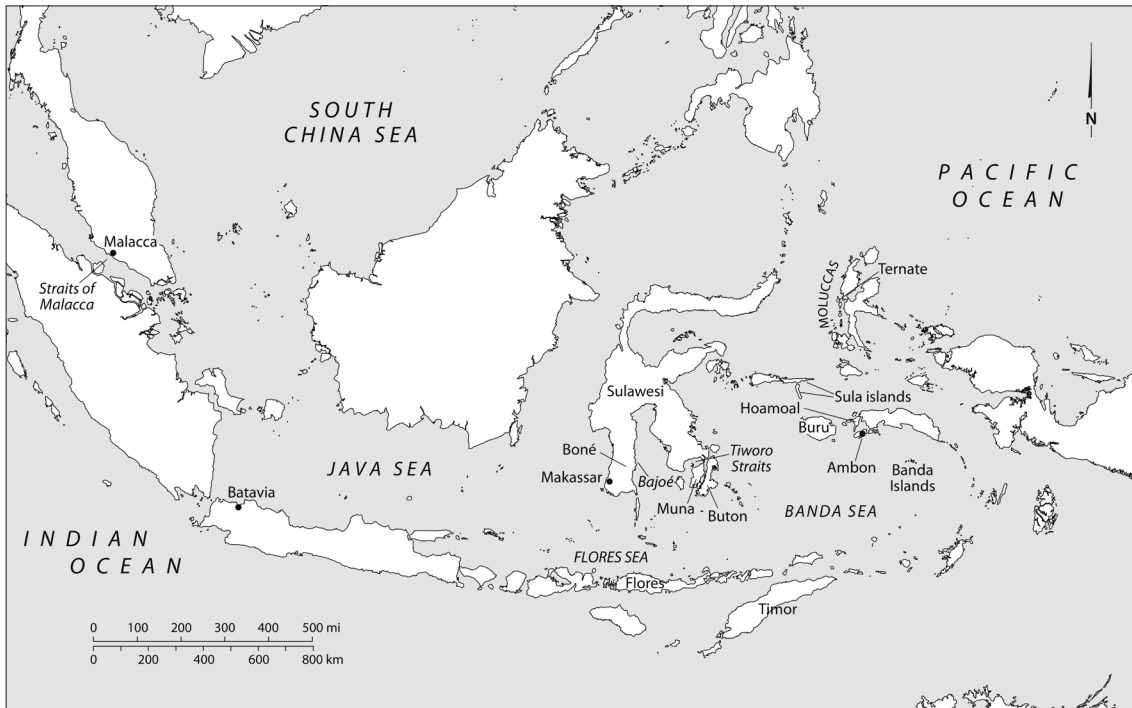 SOUTH
CHINA SEA
N
PACIFIC
OCEAN
Malacca
Straits of
Malacca
MOLUCCAS
Ternate
Sulawesi
Sula islands
Hoamoal
Buru
Boné
Tiworo
Straits
JAVA SEA
Ambon
Banda
Islands
Makassar
Bajoé
Batavia
Muna
Buton
BANDA SEA
INDIAN
OCEAN
FLORES SEA
Flores
Timor
0 100 200 300 400 500 mi
0 200 400 600 800 km